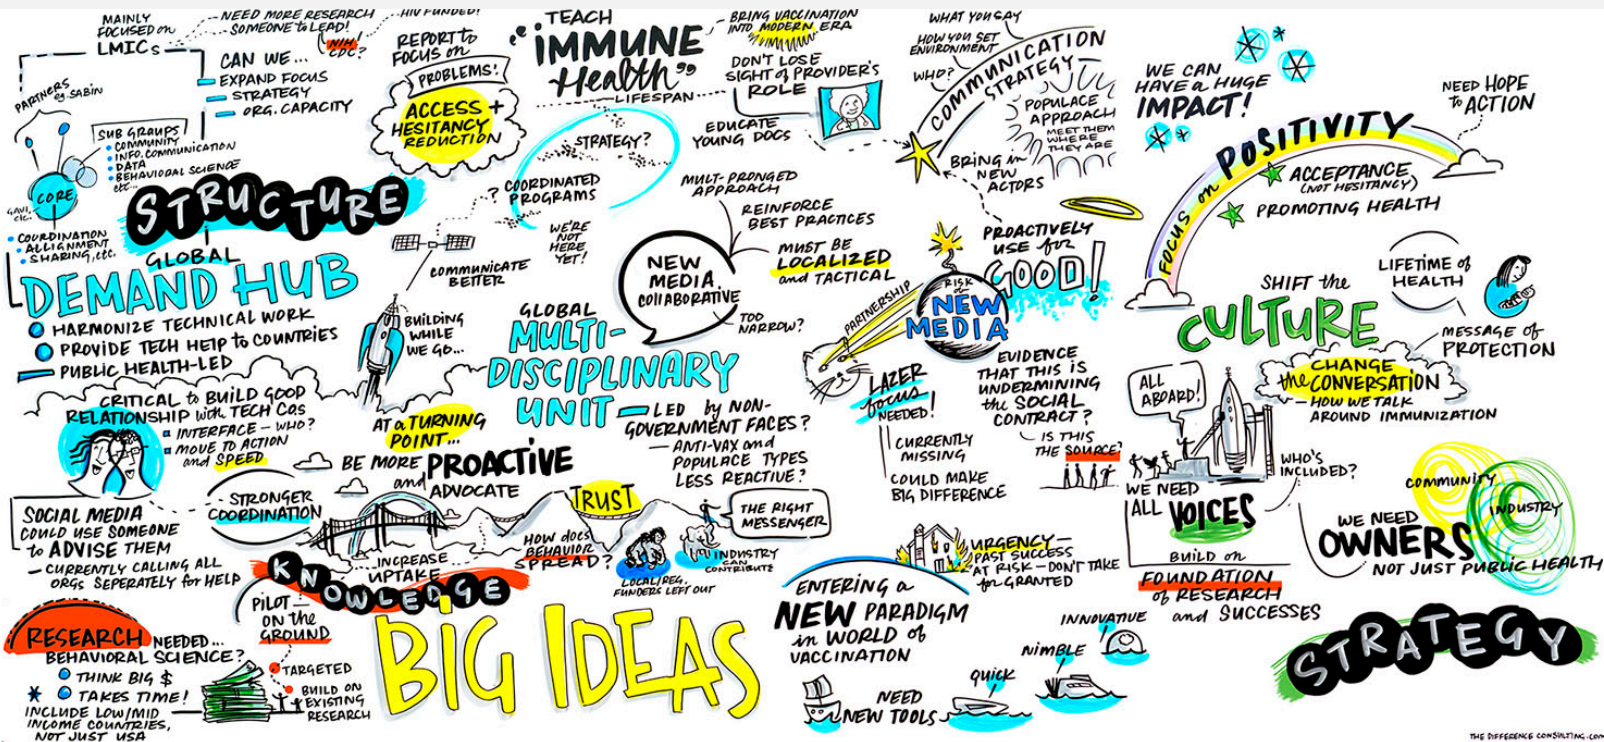 MAINLY
FOCUSED on
LMICs
NEED MORE RESEARCH
SOMEONE to LEAD!
HIV FUNDED!
NIH
CDC?
CAN WE...
EXPAND FOCUS
STRATEGY
ORG. CAPACITY
PARTNERS
eg. SABIN
SUB GROUPS
COMMUNITY
INFO. COMMUNICATION
DATA
BEHAVIORAL SCIENCE
etc...
CORE
GAVI,
etc.
COORDINATION
ALLIGNMENT
SHARING, etc.
STRUCTURE
GLOBAL
DEMAND HUB
HARMONIZE TECHNICAL WORK
PROVIDE TECH HELP to COUNTRIES
PUBLIC HEALTH-LED
CRITICAL to BUILD GOOD
RELATIONSHIP with TECH COS
INTERFACE - WHO?
MOVE TO ACTION
and SPEED
SOCIAL MEDIA
COULD USE SOMEONE
to ADVISE THEM
- CURRENTLY CALLING ALL
ORGS SEPERATELY for HELP
STRONGER
COORDINATION
REPORT to
FOCUS on
PROBLEMS!
ACCESS +
HESITANCY
REDUCTION
TEACH
"IMMUNE
Health"
LIFESPAN
STRATEGY?
? COORDINATED
PROGRAMS
WE'RE
NOT
HERE
YET!
COMMUNICATE
BETTER
BUILDING
WHILE
WE GO...
AT a TURNING
POINT...
BE MORE PROACTIVE
and ADVOCATE
BRING VACCINATION
INTO MODERN ERA
DON'T LOSE
SIGHT of PROVIDER'S
ROLE
EDUCATE
YOUNG DOCS
MULT-PRONGED
APPROACH
REINFORCE
BEST PRACTICES
MUST BE
LOCALIZED
and TACTICAL
NEW
MEDIA
COllABORATIVE
TOO
NARROW?
GLOBAL
MULTI-
DISCIPLINARY
UNIT
LED by NON-
GOVERNMENT FACES?
- ANTI-VAX and
POPULACE TYPES
LESS REACTIVE?
TRUST
THE RIGHT
MESSENGER
HOW does
BEHAVIOR
SPREAD?
LOCAL/REG.
FUNDERS LEFT OUT
INDUSTRY
CAN
CONTRIBUTE
INCREASE
UPTAKE
KNOWLEDGE
PILOT
ON the
GROUND
TARGETED
BUILD ON
EXISTING
RESEARCH
RESEARCH NEEDED...
BEHAVIORAL SCIENCE?
THINK BIG $
* TAKES TIME!
INCLUDE LOW/MID
INCOME COUNTRIES,
NOT JUST USA
BIG IDEAS
WHAT YOU SAY
HOW YOU SET
ENVIRONMENT
WHO?
COMMUNICATION
STRATEGY
POPULACE
APPROACH
MEET THEM
WHERE
THEY ARE
BRING in
NEW
ACTORS
PROACTIVELY
USE for
GOOD!
PARTNERSHIP
RISK
of
NEW
MEDIA
LAZER
focus
NEEDED!
CURRENTLY
MISSING
COULD MAKE
BIG DIFFERENCE
EVIDENCE
THAT THIS IS
UNDERMINING
the SOCIAL
CONTRACT?
- IS THIS
THE SOURCE?
URGENCY -
PAST SUCCESS
AT RISK - DON'T TAKE
for GRANTED
ENTERING a
NEW PARADIGM
in WORLD of
VACCINATION
NEED
NEW TOOLS
QUICK
NIMBLE
INNOVATIVE
WE CAN
HAVE a HUGE
IMPACT!
NEED HOPE
to ACTION
FOCUS on POSITIVITY
ACCEPTANCE
(NOT HESITANCY)
PROMOTING HEALTH
LIFETIME of
HEALTH
MESSAGE of
PROTECTION
SHIFT the
CULTURE
CHANGE
the CONVERSATION
- HOW WE TALK
AROUND IMMUNIZATION
ALL
ABOARD!
WHO'S
INCLUDED?
WE NEED
ALL VOICES
BUILD on
FOUNDATION
of RESEARCH
and SUCCESSES
COMMUNITY
INDUSTRY
WE NEED
OWNERS
NOT JUST PUBLIC HEALTH
STRATEGY
THE DIFFERENCE CONSULTING.COM